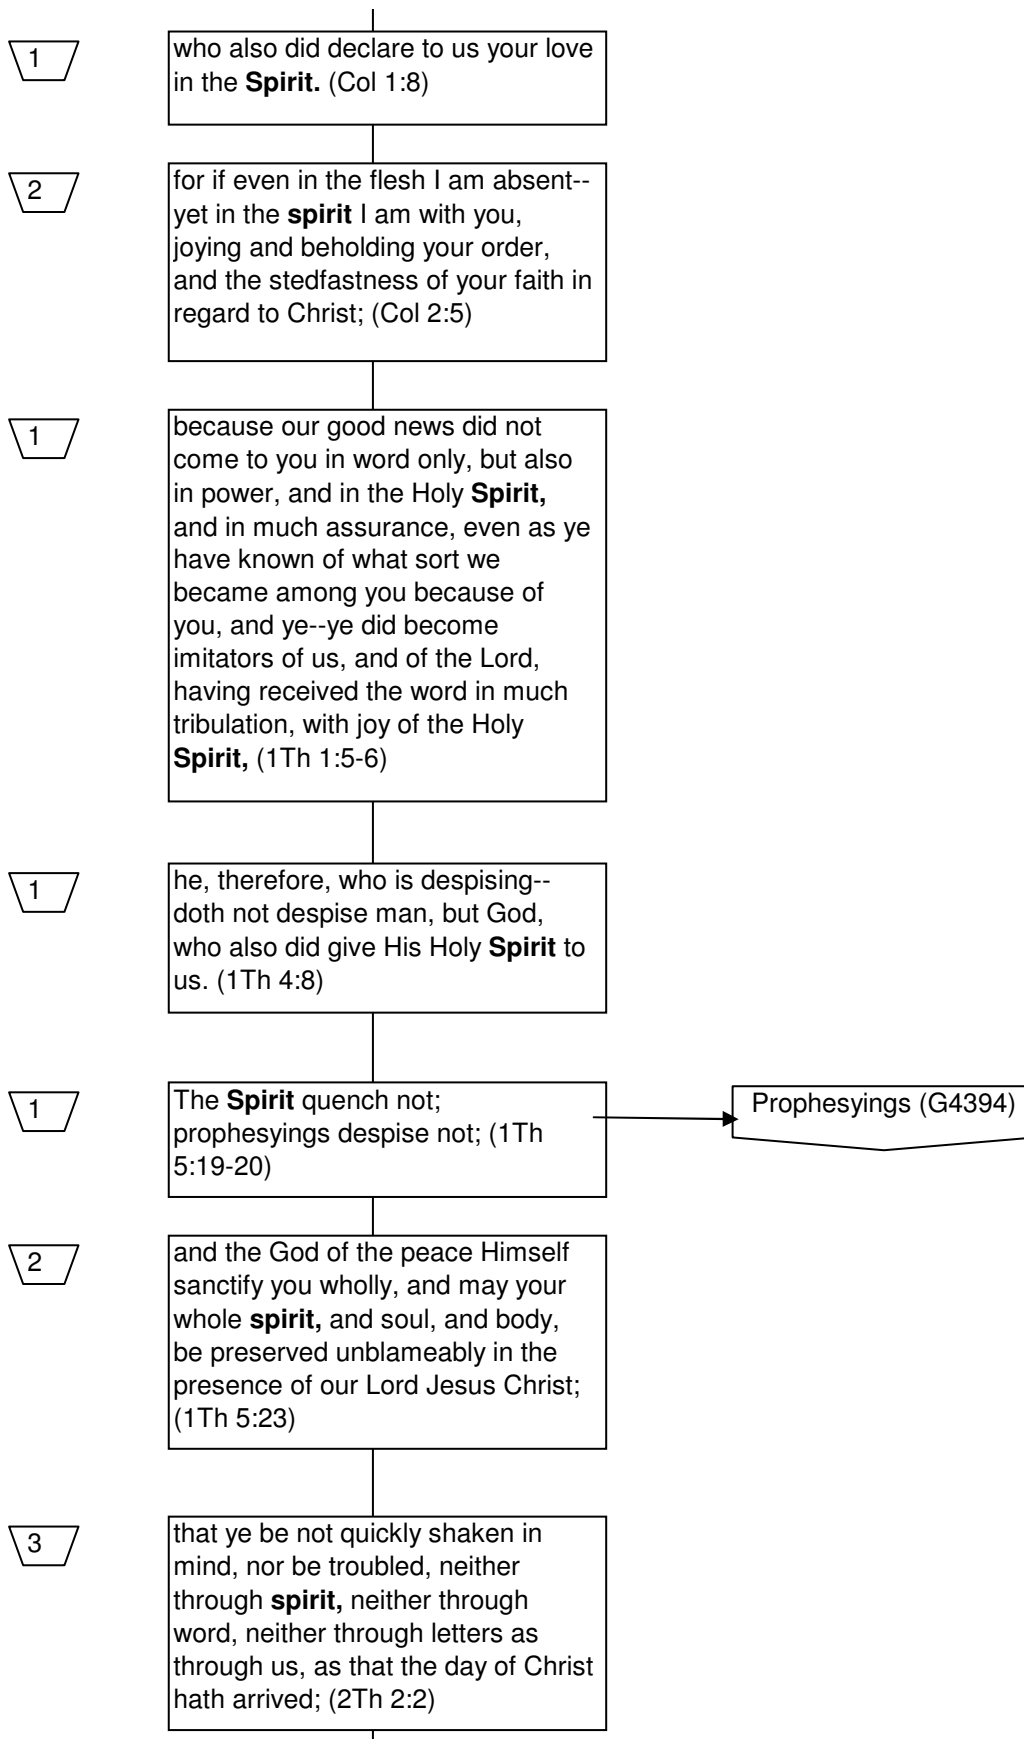 1
who also did declare to us your love
in the Spirit. (Col 1:8)
2
for if even in the flesh I am absent--
yet in the spirit I am with you,
joying and beholding your order,
and the stedfastness of your faith in
regard to Christ; (Col 2:5)
1
because our good news did not
come to you in word only, but also
in power, and in the Holy Spirit,
and in much assurance, even as ye
have known of what sort we
became among you because of
you, and ye--ye did become
imitators of us, and of the Lord,
having received the word in much
tribulation, with joy of the Holy
Spirit, (1Th 1:5-6)
1
he, therefore, who is despising--
doth not despise man, but God,
who also did give His Holy Spirit to
us. (1Th 4:8)
1
The Spirit quench not;
prophesyings despise not; (1Th
5:19-20)
Prophesyings (G4394)
2
and the God of the peace Himself
sanctify you wholly, and may your
whole spirit, and soul, and body,
be preserved unblameably in the
presence of our Lord Jesus Christ;
(1Th 5:23)
3
that ye be not quickly shaken in
mind, nor be troubled, neither
through spirit, neither through
word, neither through letters as
through us, as that the day of Christ
hath arrived; (2Th 2:2)